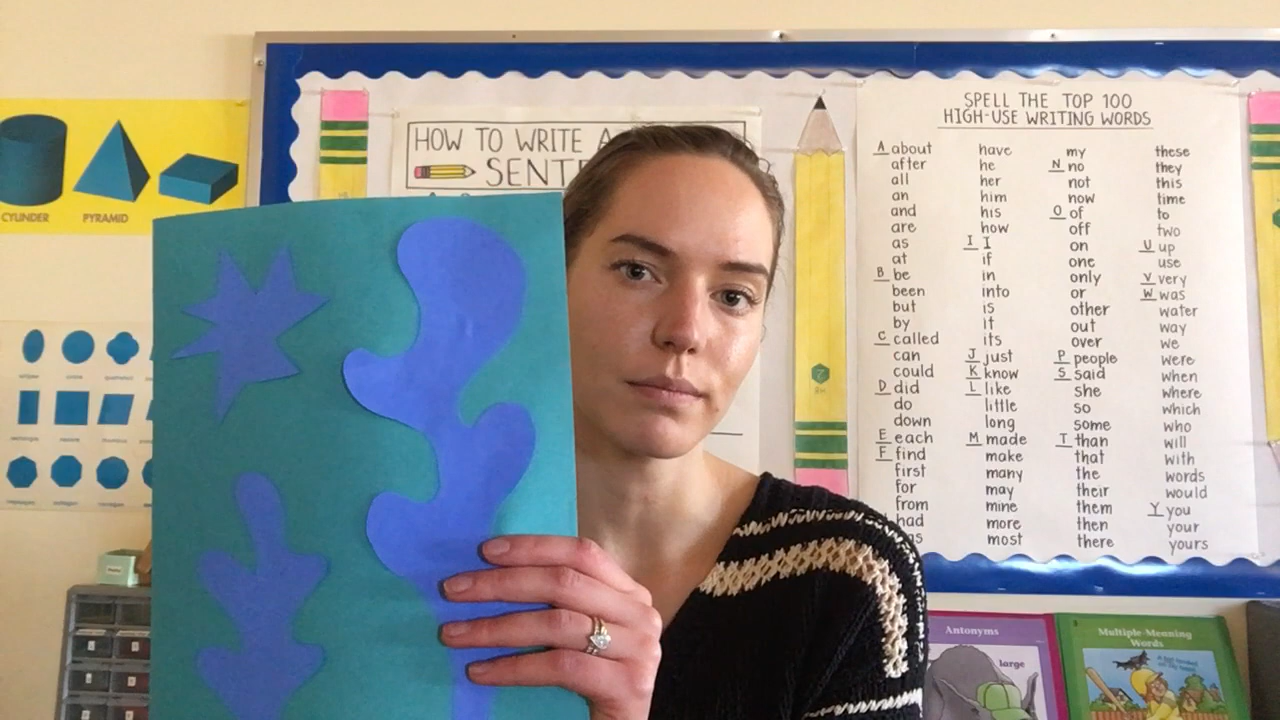 CYLINDER
PYRAMID
HOW TO WRITE A
SPELL THE TOP 100
HIGH-USE WRITING WORDS
A about
after
all
an
and
are
as
at
B be
been
but
by
C called
can
could
D did
do
down
E each
F find
first
for
from
had
have
he
her
him
his
how
I I
if
in
into
is
it
its
J just
K know
L like
little
long
M made
make
many
may
mine
more
most
my
N no
not
now
O of
off
on
one
only
or
other
out
over
P people
S said
she
so
some
T than
that
the
their
them
then
there
these
they
this
time
to
two
U up
use
V very
W was
water
way
we
were
when
where
which
who
will
with
words
would
Y you
your
yours
Antonyms
large
Multiple-Meaning
Words